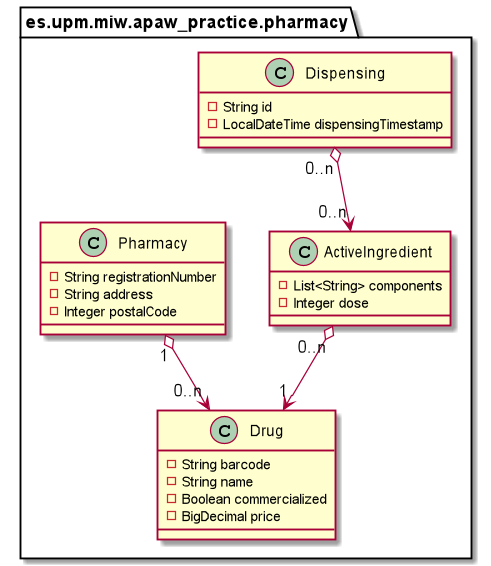 es.upm.miw.apaw_practice.pharmacy
C Dispensing
String id
LocalDateTime dispensingTimestamp
0..n
0..n
C Pharmacy
String registrationNumber
String address
Integer postalCode
C ActiveIngredient
List<String> components
Integer dose
1
0..n
0..n
1
C Drug
String barcode
String name
Boolean commercialized
BigDecimal price